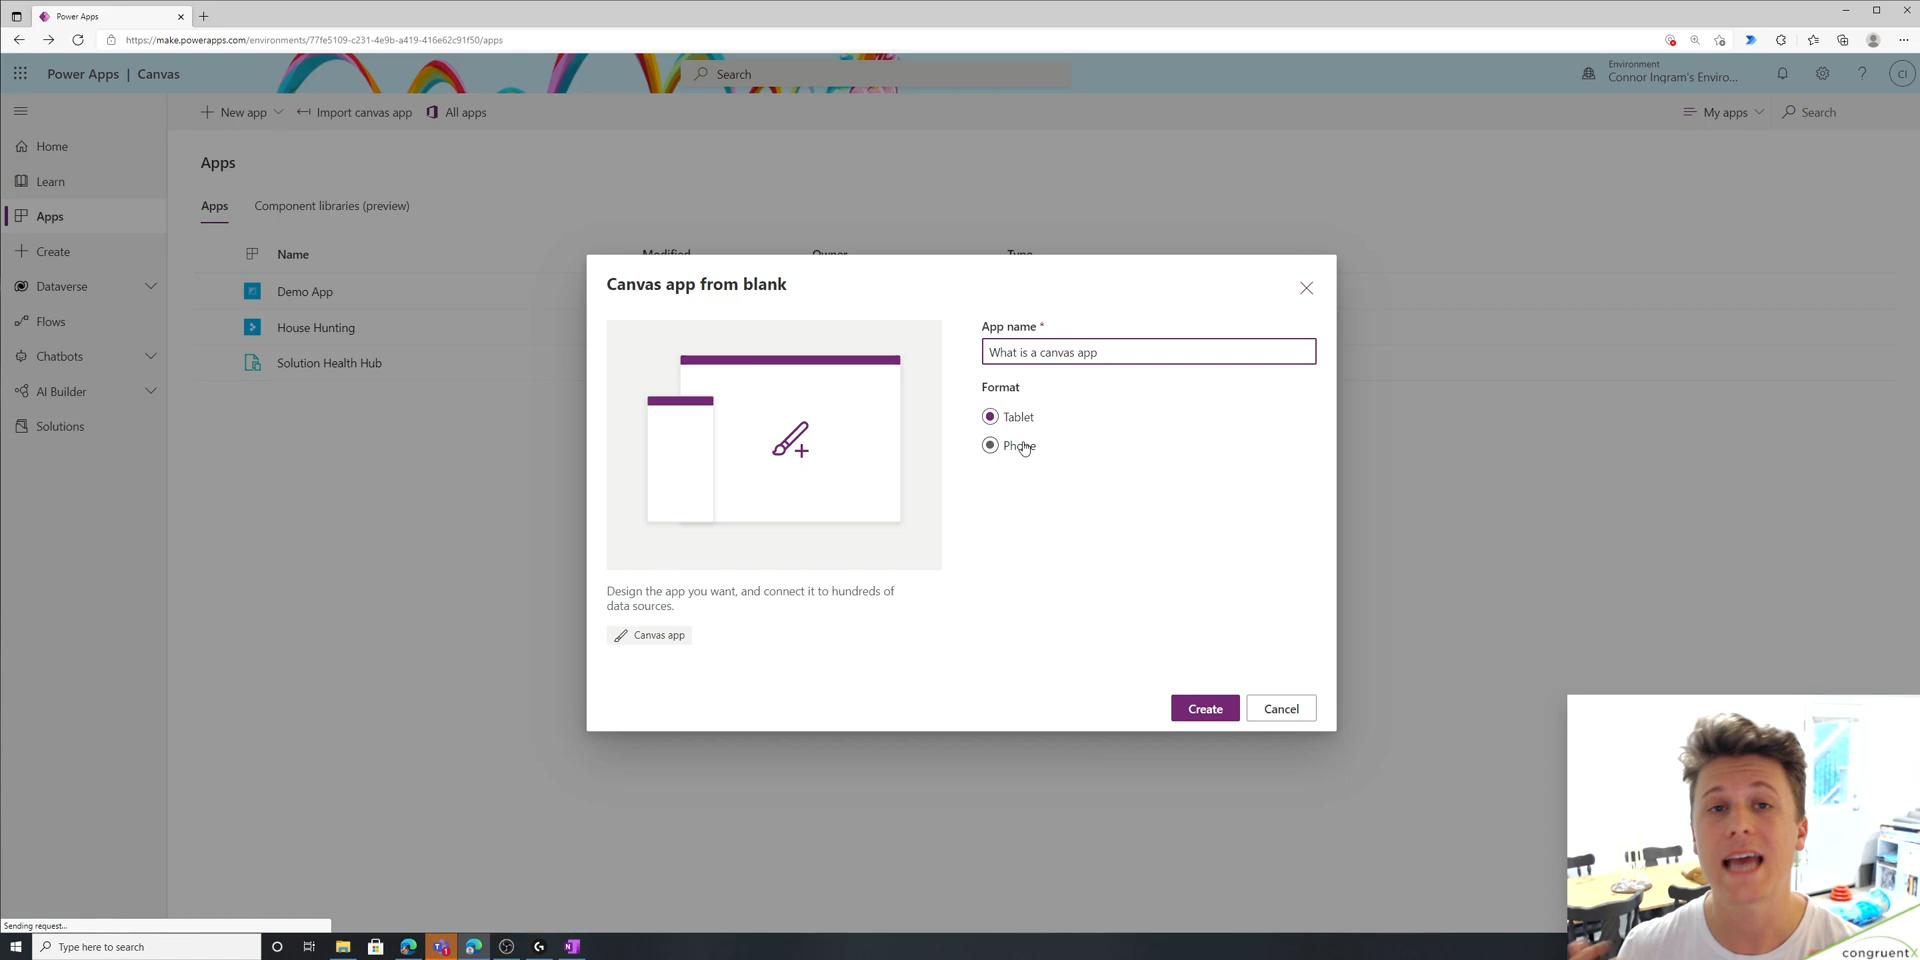 Power Apps
https://make.powerapps.com/environments/77fe5109-c231-4e9b-a419-416e62c91f50/apps
Power Apps | Canvas
Search
Environment
Connor Ingram's Enviro...
CI
New app
Import canvas app
All apps
My apps
Search
Home
Learn
Apps
Create
Dataverse
Flows
Chatbots
AI Builder
Solutions
Apps
Apps
Component libraries (preview)
Name
Modified
Owner
Type
Demo App
House Hunting
Solution Health Hub
Canvas app from blank
App name *
What is a canvas app
Format
Tablet
Phone
Design the app you want, and connect it to hundreds of
data sources.
Canvas app
Create
Cancel
Sending request...
Type here to search
congruentX